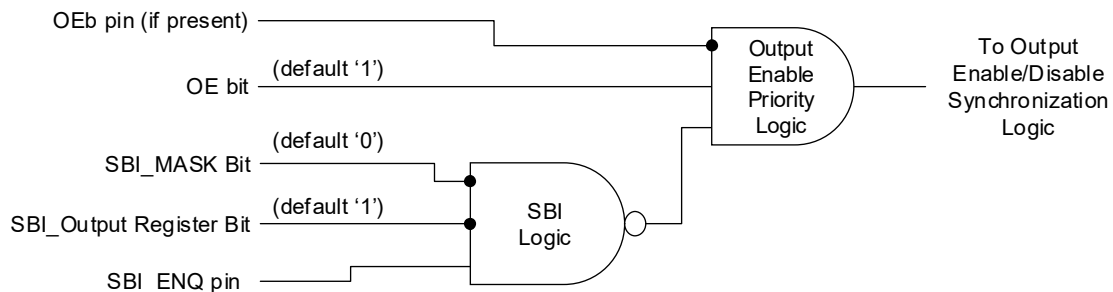 OEb pin (if present)
OE bit
(default ‘1’)
SBI_MASK Bit
(default ‘0’)
SBI_Output Register Bit
(default ‘1’)
SBI_ENQ pin
SBI
Logic
Output
Enable
Priority
Logic
To Output
Enable/Disable
Synchronization
Logic